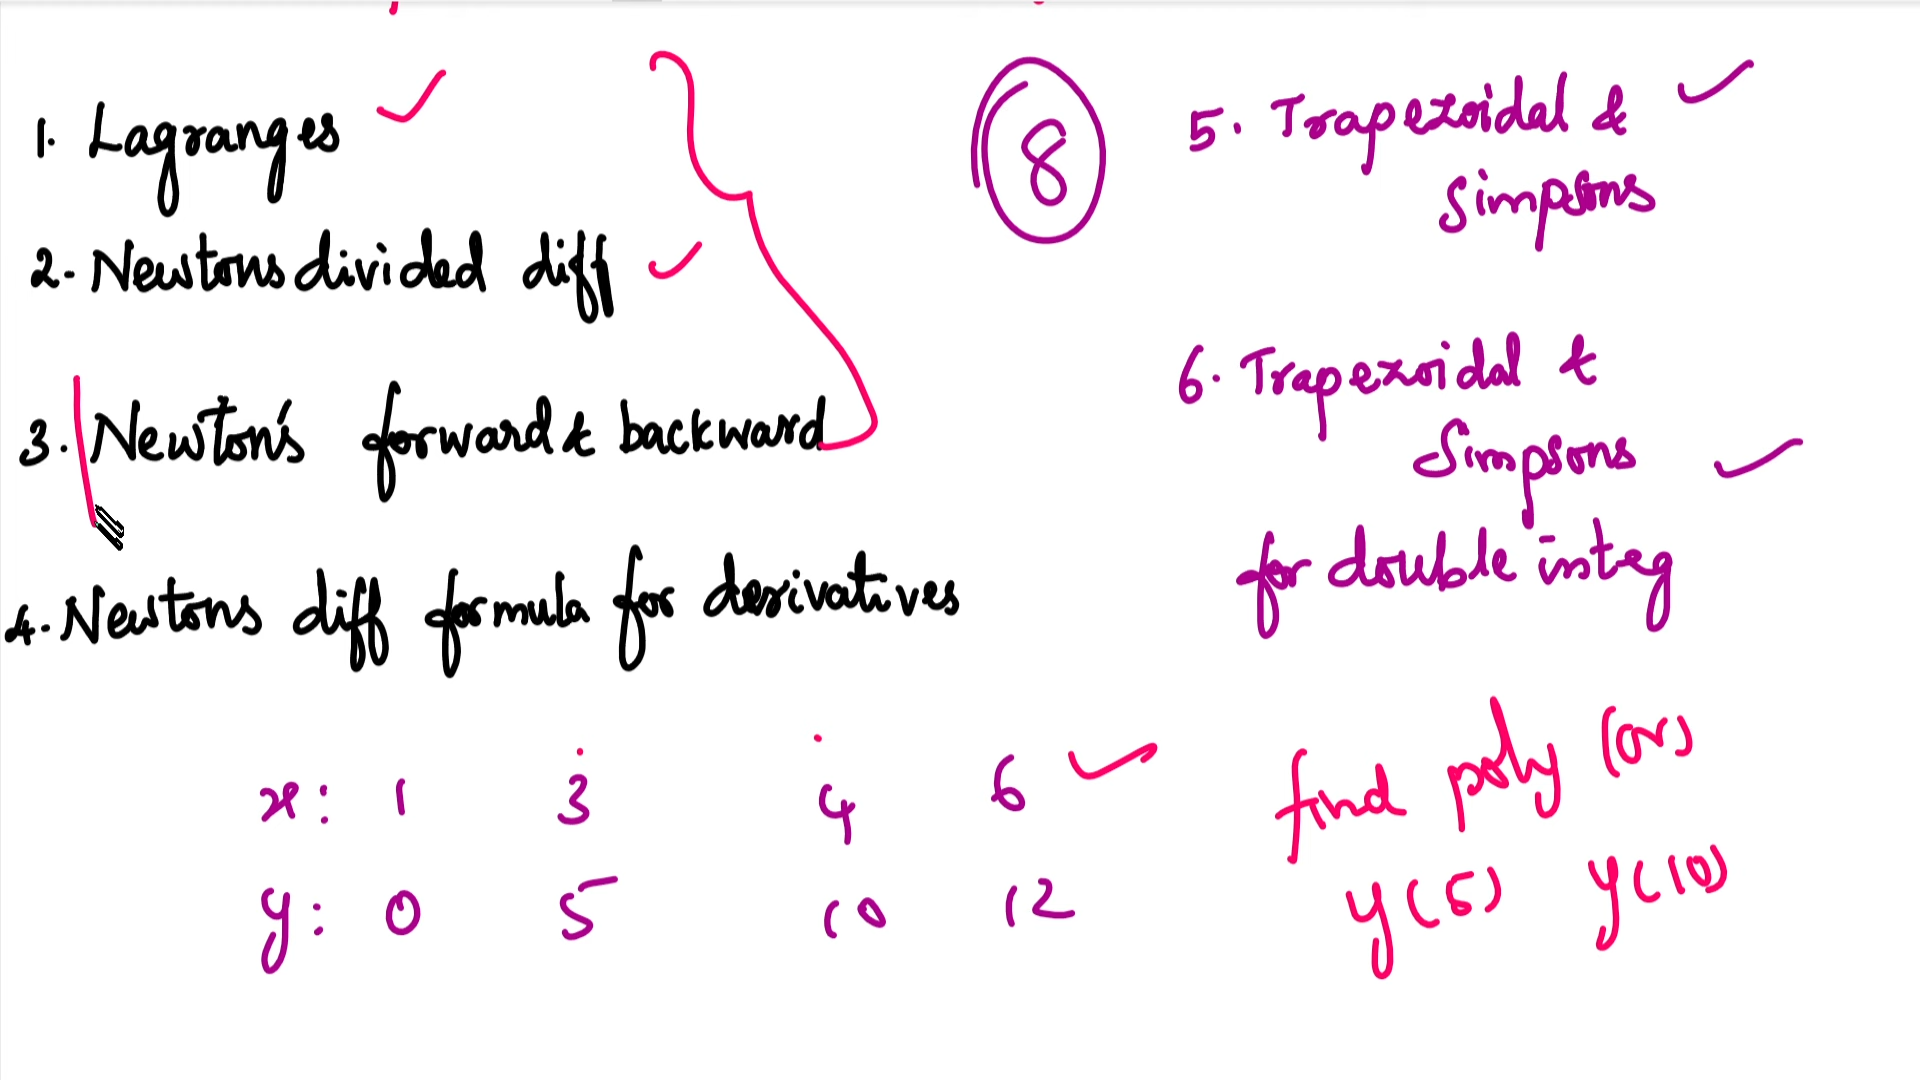 1. Lagranges
2. Newtons divided diff
3. Newton's forward & backward
4. Newtons diff formula for derivatives
8
5. Trapezoidal &
Simpsons
6. Trapezoidal &
Simpsons
for double integ
x: 1 3 4 6
y: 0 5 10 12
find poly (or)
y(5) y(10)